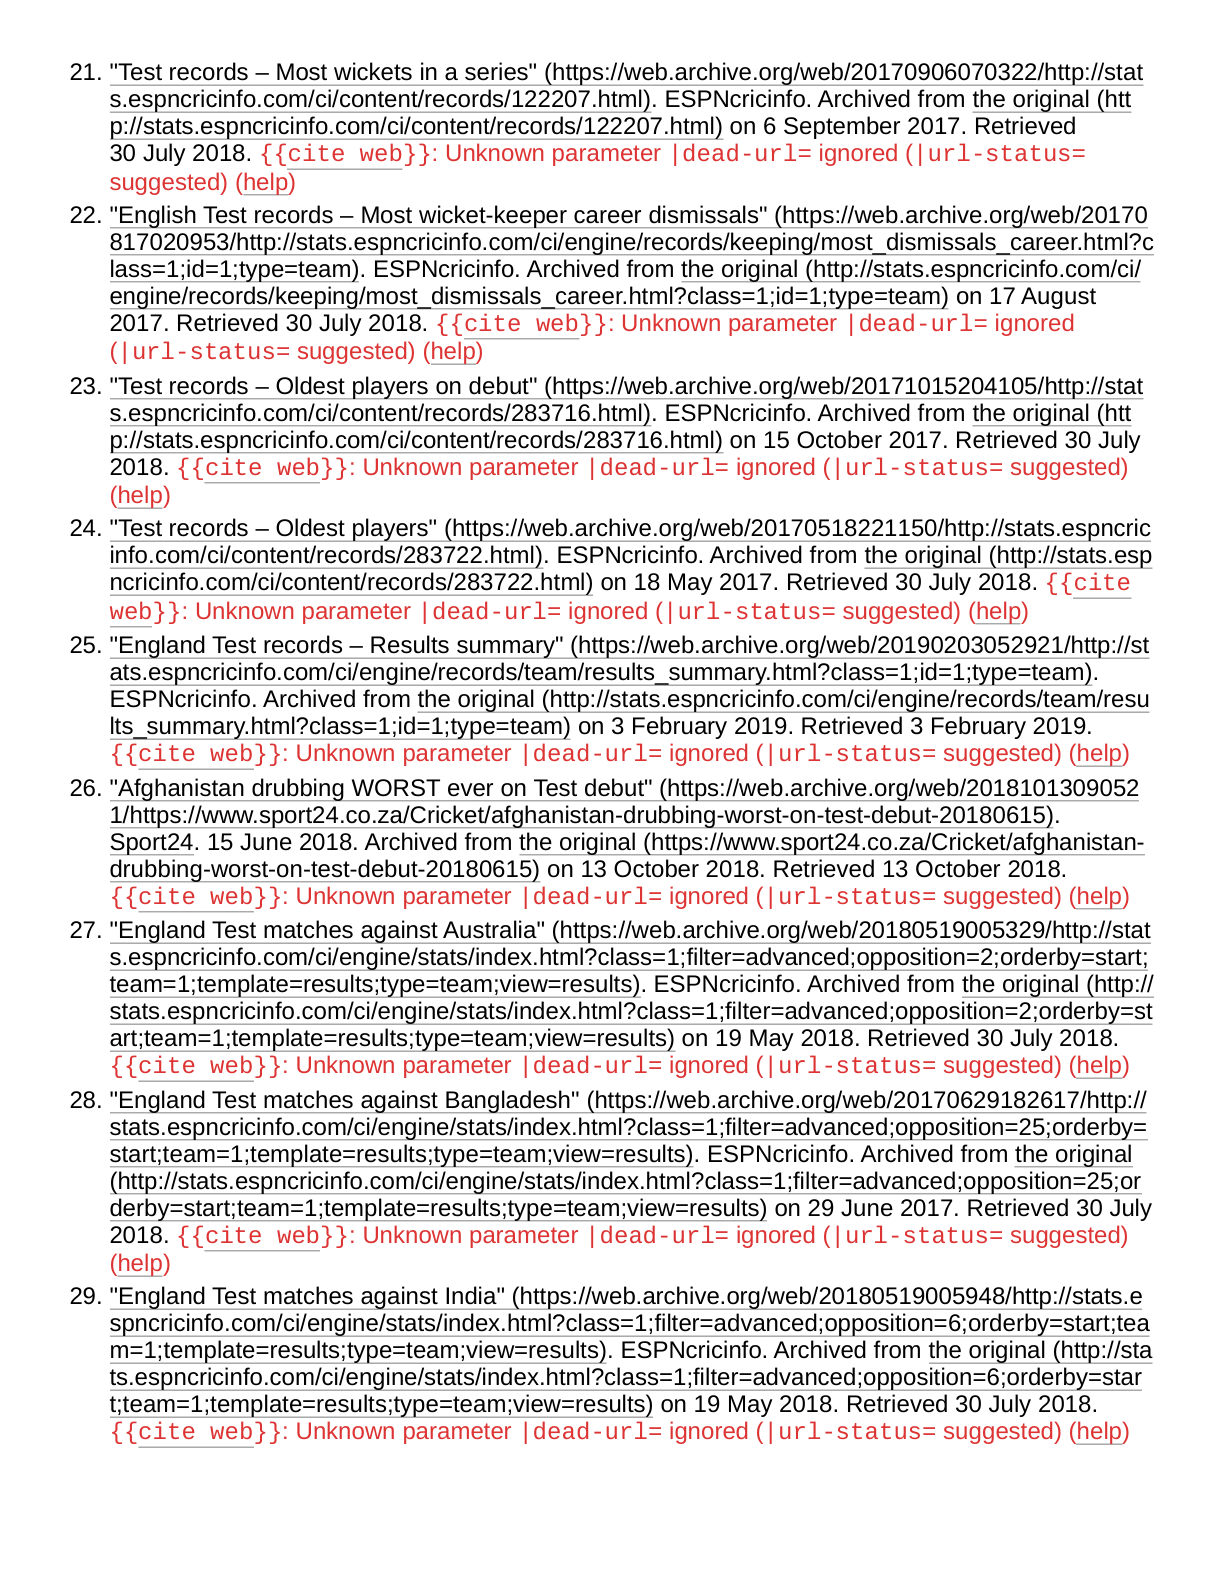 21. "Test records – Most wickets in a series" (https://web.archive.org/web/20170906070322/http://stat
s.espncricinfo.com/ci/content/records/122207.html). ESPNcricinfo. Archived from the original (htt
p://stats.espncricinfo.com/ci/content/records/122207.html) on 6 September 2017. Retrieved
30 July 2018. {{cite web}}: Unknown parameter |dead-url= ignored (|url-status=
suggested) (help)
22. "English Test records – Most wicket-keeper career dismissals" (https://web.archive.org/web/20170
817020953/http://stats.espncricinfo.com/ci/engine/records/keeping/most_dismissals_career.html?c
lass=1;id=1;type=team). ESPNcricinfo. Archived from the original (http://stats.espncricinfo.com/ci/
engine/records/keeping/most_dismissals_career.html?class=1;id=1;type=team) on 17 August
2017. Retrieved 30 July 2018. {{cite web}}: Unknown parameter |dead-url= ignored
(|url-status= suggested) (help)
23. "Test records – Oldest players on debut" (https://web.archive.org/web/20171015204105/http://stat
s.espncricinfo.com/ci/content/records/283716.html). ESPNcricinfo. Archived from the original (htt
p://stats.espncricinfo.com/ci/content/records/283716.html) on 15 October 2017. Retrieved 30 July
2018. {{cite web}}: Unknown parameter |dead-url= ignored (|url-status= suggested)
(help)
24. "Test records – Oldest players" (https://web.archive.org/web/20170518221150/http://stats.espncric
info.com/ci/content/records/283722.html). ESPNcricinfo. Archived from the original (http://stats.esp
ncricinfo.com/ci/content/records/283722.html) on 18 May 2017. Retrieved 30 July 2018. {{cite
web}}: Unknown parameter |dead-url= ignored (|url-status= suggested) (help)
25. "England Test records – Results summary" (https://web.archive.org/web/20190203052921/http://st
ats.espncricinfo.com/ci/engine/records/team/results_summary.html?class=1;id=1;type=team).
ESPNcricinfo. Archived from the original (http://stats.espncricinfo.com/ci/engine/records/team/resu
lts_summary.html?class=1;id=1;type=team) on 3 February 2019. Retrieved 3 February 2019.
{{cite web}}: Unknown parameter |dead-url= ignored (|url-status= suggested) (help)
26. "Afghanistan drubbing WORST ever on Test debut" (https://web.archive.org/web/2018101309052
1/https://www.sport24.co.za/Cricket/afghanistan-drubbing-worst-on-test-debut-20180615).
Sport24. 15 June 2018. Archived from the original (https://www.sport24.co.za/Cricket/afghanistan-
drubbing-worst-on-test-debut-20180615) on 13 October 2018. Retrieved 13 October 2018.
{{cite web}}: Unknown parameter |dead-url= ignored (|url-status= suggested) (help)
27. "England Test matches against Australia" (https://web.archive.org/web/20180519005329/http://stat
s.espncricinfo.com/ci/engine/stats/index.html?class=1;filter=advanced;opposition=2;orderby=start;
team=1;template=results;type=team;view=results). ESPNcricinfo. Archived from the original (http://
stats.espncricinfo.com/ci/engine/stats/index.html?class=1;filter=advanced;opposition=2;orderby=st
art;team=1;template=results;type=team;view=results) on 19 May 2018. Retrieved 30 July 2018.
{{cite web}}: Unknown parameter |dead-url= ignored (|url-status= suggested) (help)
28. "England Test matches against Bangladesh" (https://web.archive.org/web/20170629182617/http://
stats.espncricinfo.com/ci/engine/stats/index.html?class=1;filter=advanced;opposition=25;orderby=
start;team=1;template=results;type=team;view=results). ESPNcricinfo. Archived from the original
(http://stats.espncricinfo.com/ci/engine/stats/index.html?class=1;filter=advanced;opposition=25;or
derby=start;team=1;template=results;type=team;view=results) on 29 June 2017. Retrieved 30 July
2018. {{cite web}}: Unknown parameter |dead-url= ignored (|url-status= suggested)
(help)
29. "England Test matches against India" (https://web.archive.org/web/20180519005948/http://stats.e
spncricinfo.com/ci/engine/stats/index.html?class=1;filter=advanced;opposition=6;orderby=start;tea
m=1;template=results;type=team;view=results). ESPNcricinfo. Archived from the original (http://sta
ts.espncricinfo.com/ci/engine/stats/index.html?class=1;filter=advanced;opposition=6;orderby=star
t;team=1;template=results;type=team;view=results) on 19 May 2018. Retrieved 30 July 2018.
{{cite web}}: Unknown parameter |dead-url= ignored (|url-status= suggested) (help)